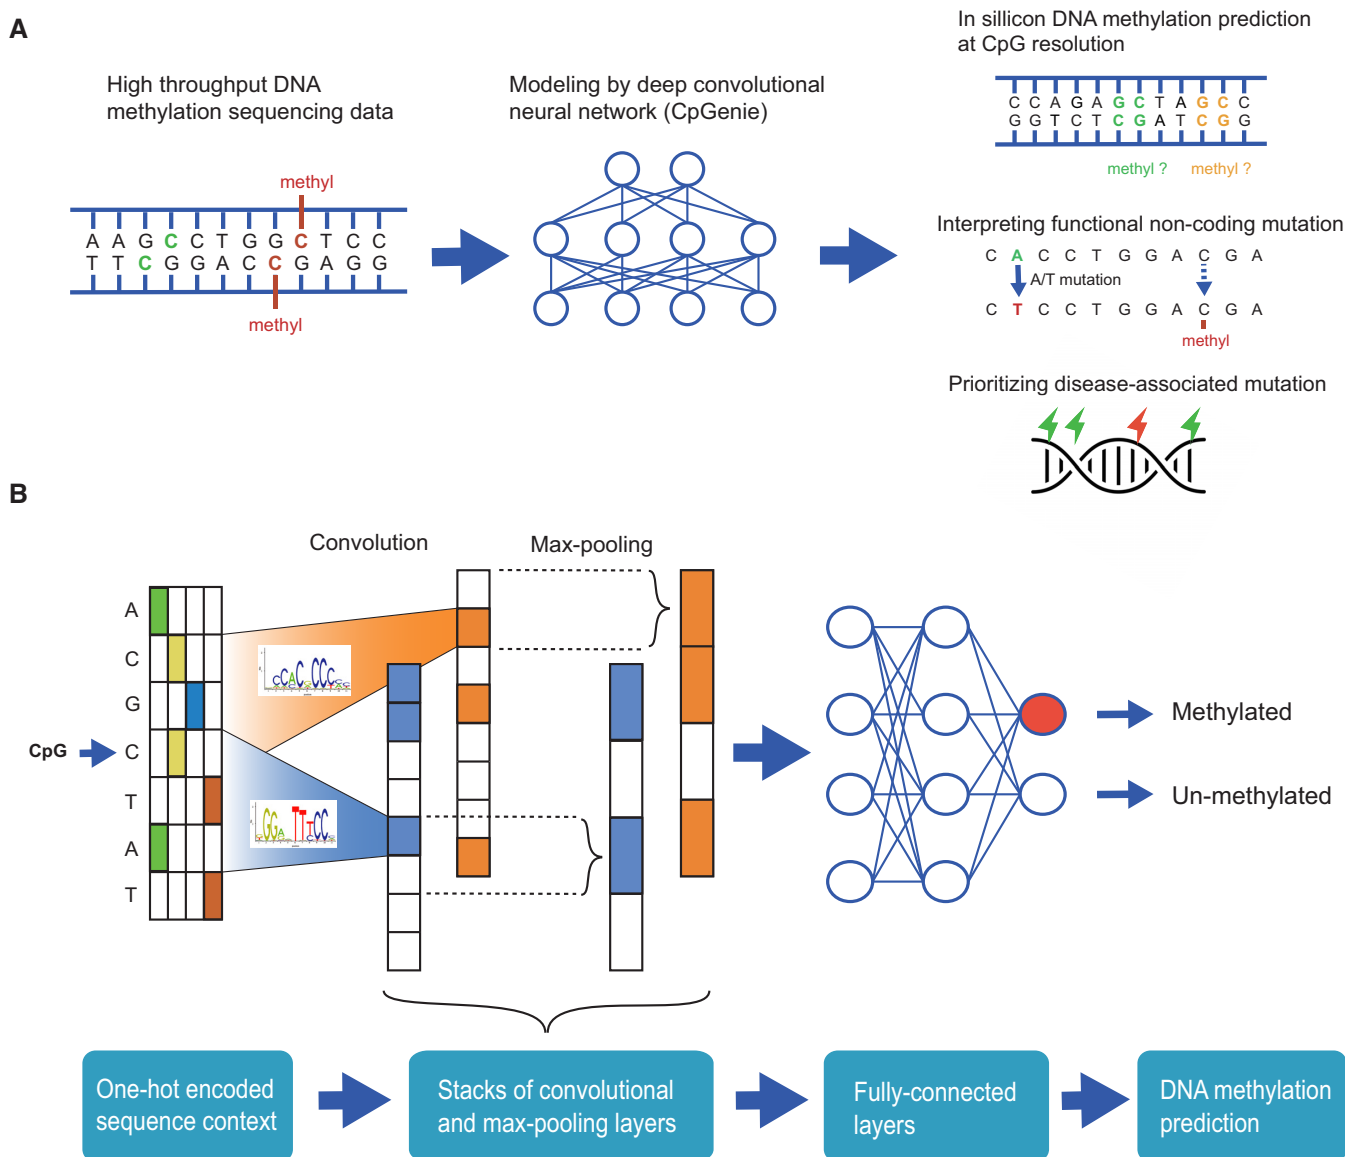 A
High throughput DNA
methylation sequencing data
methyl
A A G C C T G G C T C C
T T C G G A C C G A G G
methyl
Modeling by deep convolutional
neural network (CpGenie)
In sillicon DNA methylation prediction
at CpG resolution
C C A G A G C T A G C C
G G T C T C G A T C G G
methyl ? methyl ?
Interpreting functional non-coding mutation
C A C C T G G A C G A
A/T mutation
C T C C T G G A C G A
methyl
Prioritizing disease-associated mutation
B
Convolution
Max-pooling
A
C
G
CpG
C
T
A
T
Methylated
Un-methylated
One-hot encoded
sequence context
Stacks of convolutional
and max-pooling layers
Fully-connected
layers
DNA methylation
prediction